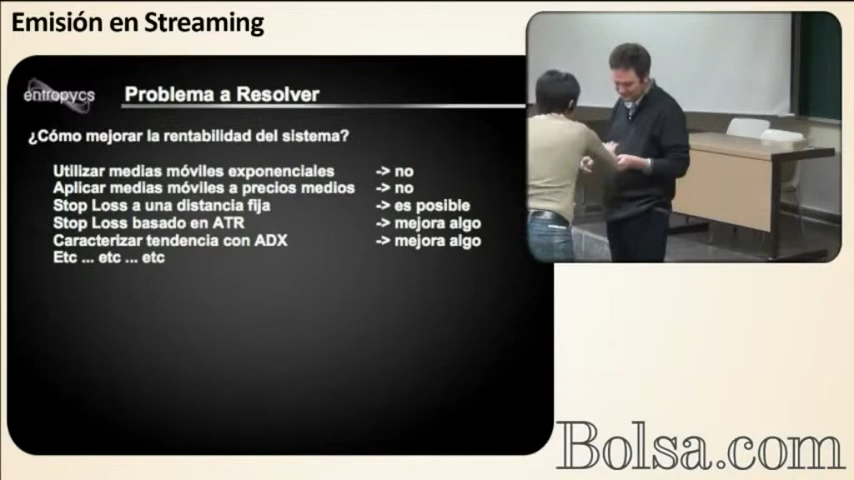 Emisión en Streaming
entropycs
Problema a Resolver
¿Cómo mejorar la rentabilidad del sistema?
Utilizar medias móviles exponenciales -> no
Aplicar medias móviles a precios medios -> no
Stop Loss a una distancia fija -> es posible
Stop Loss basado en ATR -> mejora algo
Caracterizar tendencia con ADX -> mejora algo
Etc ... etc ... etc
Bolsa.com